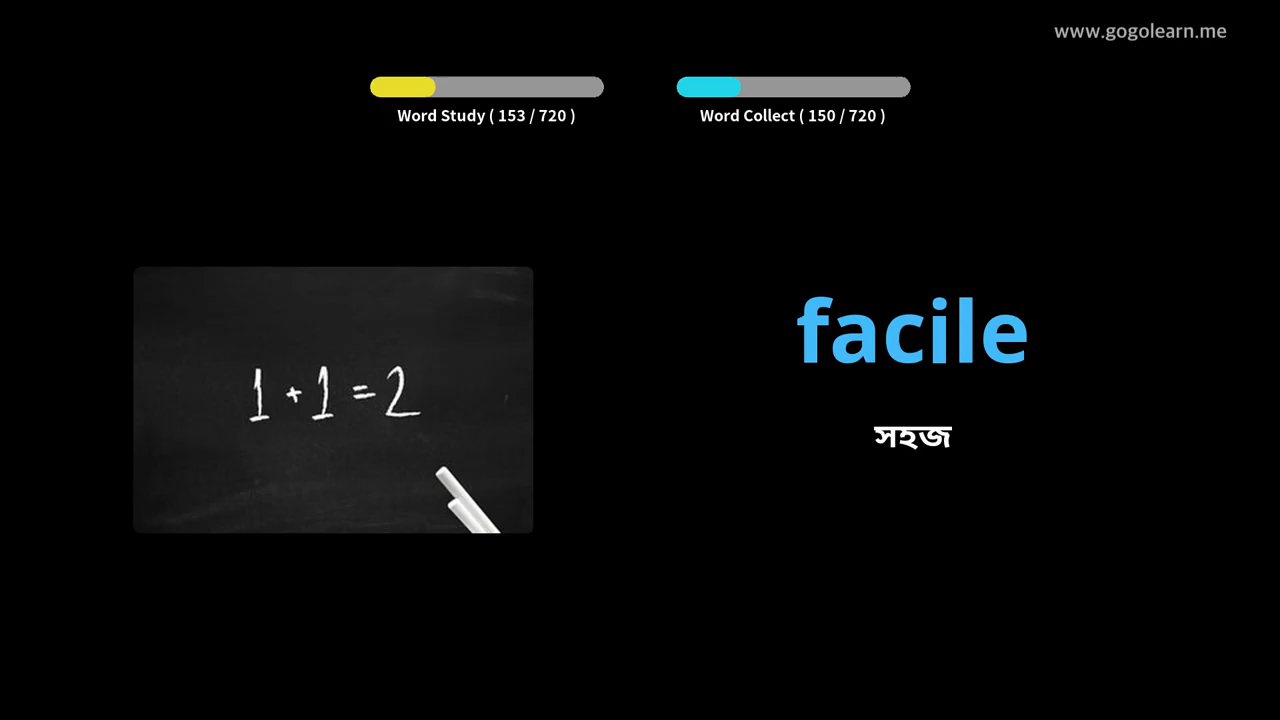 www.gogolearn.me
Word Study ( 153 / 720 )
Word Collect ( 150 / 720 )
1 + 1 = 2
facile
সহজ